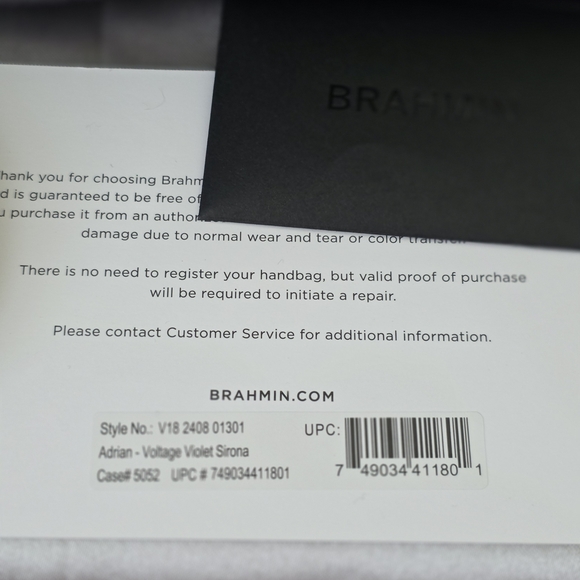 BRAHMIN
hank you for choosing Brahm
d is guaranteed to be free of
u purchase it from an author
damage due to normal wear and tear or color transfer.
There is no need to register your handbag, but valid proof of purchase
will be required to initiate a repair.
Please contact Customer Service for additional information.
BRAHMIN.COM
Style No.: V18 2408 01301
Adrian - Voltage Violet Sirona
Case# 5052 UPC # 749034411801
UPC:
7 49034 41180 1